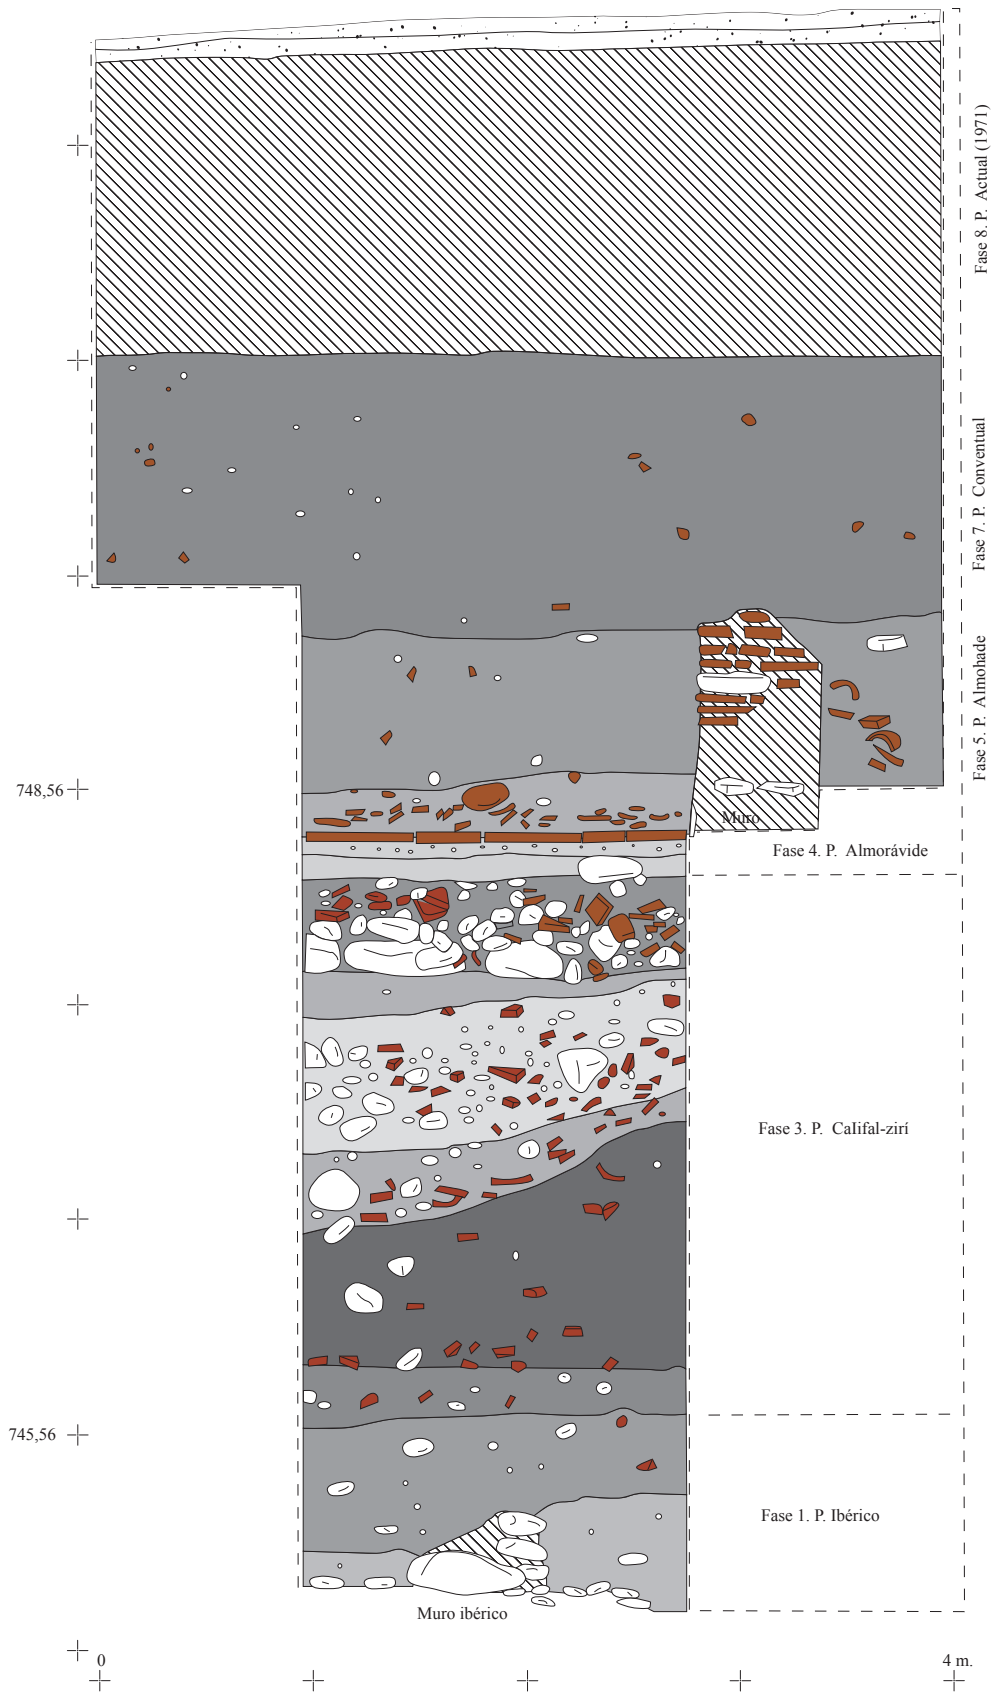 Fase 8. P. Actual (1971)
Fase 7. P. Conventual
Fase 5. P. Almohade
748,56
Muro
Fase 4. P. Almorávide
Fase 3. P. Califal-zirí
745,56
Fase 1. P. Ibérico
Muro ibérico
0
4 m.